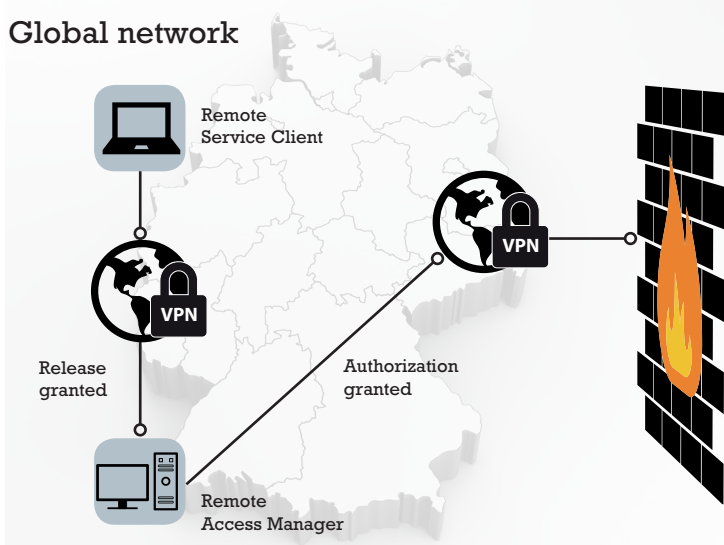 Global network
Remote
Service Client
VPN
VPN
Release
granted
Authorization
granted
Remote
Access Manager